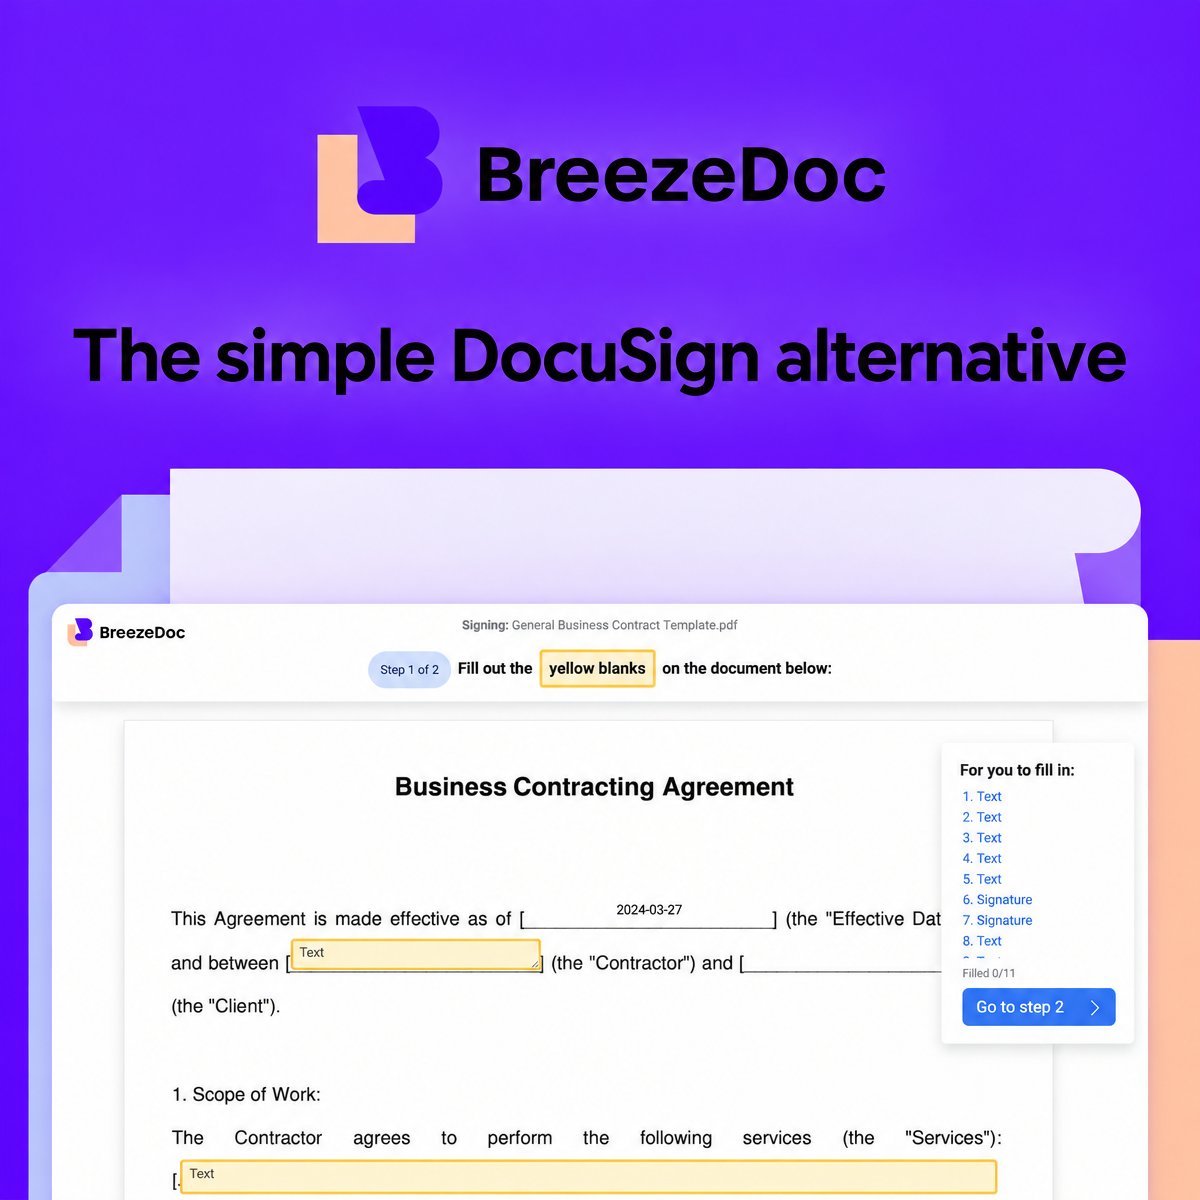 BreezeDoc
The simple DocuSign alternative
BreezeDoc
Signing: General Business Contract Template.pdf
Step 1 of 2 Fill out the yellow blanks on the document below:
Business Contracting Agreement
This Agreement is made effective as of [ 2024-03-27 ] (the "Effective Dat
and between [ Text ] (the "Contractor") and [
(the "Client").
1. Scope of Work:
The Contractor agrees to perform the following services (the "Services"):
[. Text
For you to fill in:
1. Text
2. Text
3. Text
4. Text
5. Text
6. Signature
7. Signature
8. Text
Filled 0/11
Go to step 2